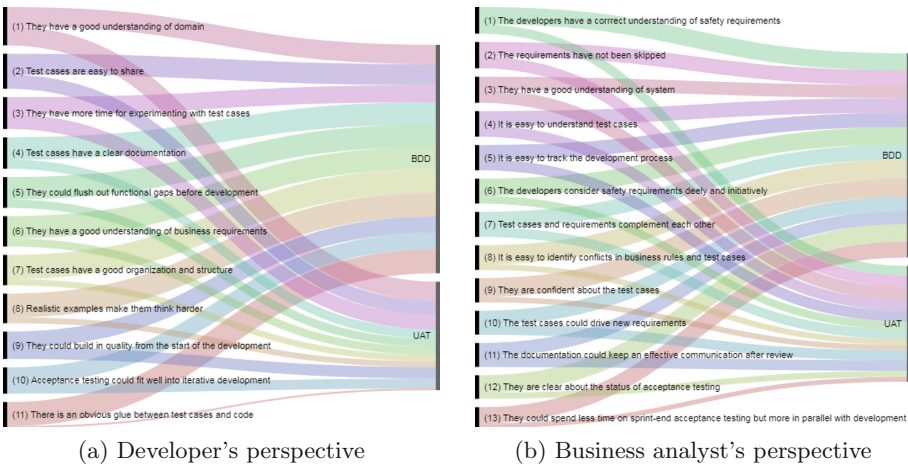 (1) They have a good understanding of domain
(2) Test cases are easy to share
(3) They have more time for experimenting with test cases
(4) Test cases have a clear documentation
BDD
(5) They could flush out functional gaps before development
(6) They have a good understanding of business requirements
(7) Test cases have a good organization and structure
(8) Realistic examples make them think harder
UAT
(9) They could build in quality from the start of the development
(10) Acceptance testing could fit well into iterative development
(11) There is an obvious glue between test cases and code
(a) Developer's perspective
(1) The developers have a corrrect understanding of safety requirements
(2) The requirements have not been skipped
(3) They have a good understanding of system
(4) It is easy to understand test cases
BDD
(5) It is easy to track the development process
(6) The developers consider safety requirements deely and initiatively
(7) Test cases and requirements complement each other
(8) It is easy to identify conflicts in business rules and test cases
(9) They are confident about the test cases
UAT
(10) The test cases could drive new requirements
(11) The documentation could keep an effective communication after review
(12) They are clear about the status of acceptance testing
(13) They could spend less time on sprint-end acceptance testing but more in parallel with development
(b) Business analyst's perspective